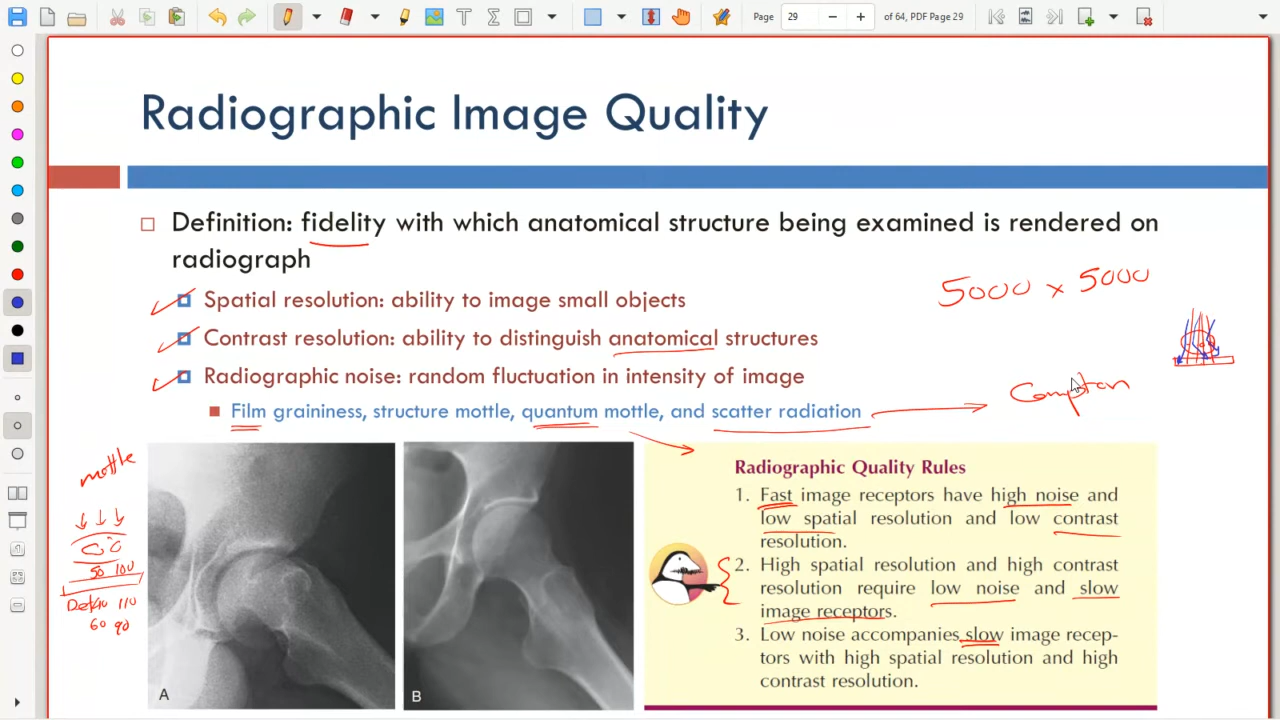 Page 29 of 64, PDF Page 29
Radiographic Image Quality
Definition: fidelity with which anatomical structure being examined is rendered on
radiograph
5000 x 5000
Spatial resolution: ability to image small objects
Contrast resolution: ability to distinguish anatomical structures
Radiographic noise: random fluctuation in intensity of image
Film graininess, structure mottle, quantum mottle, and scatter radiation
Compton
mottle
50 100
110
60 90
A
B
Radiographic Quality Rules
1. Fast image receptors have high noise and
low spatial resolution and low contrast
resolution.
2. High spatial resolution and high contrast
resolution require low noise and slow
image receptors.
3. Low noise accompanies slow image recep-
tors with high spatial resolution and high
contrast resolution.